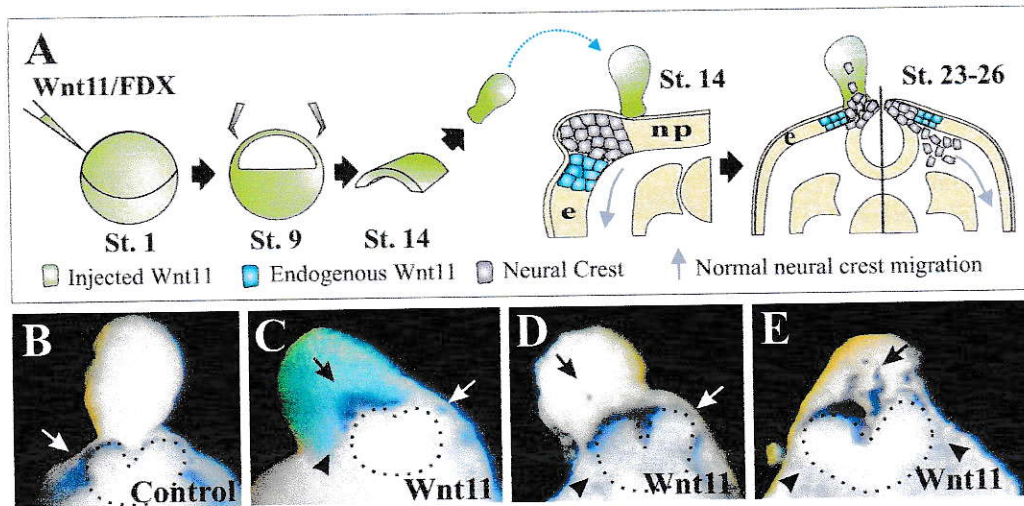 A
Wnt11/FDX
St. 1
St. 9
St. 14
St. 14
n p
e
St. 23-26
e
Injected Wnt11 Endogenous Wnt11 Neural Crest Normal neural crest migration
B
Control
C
Wnt11
D
Wnt11
E
Wnt11